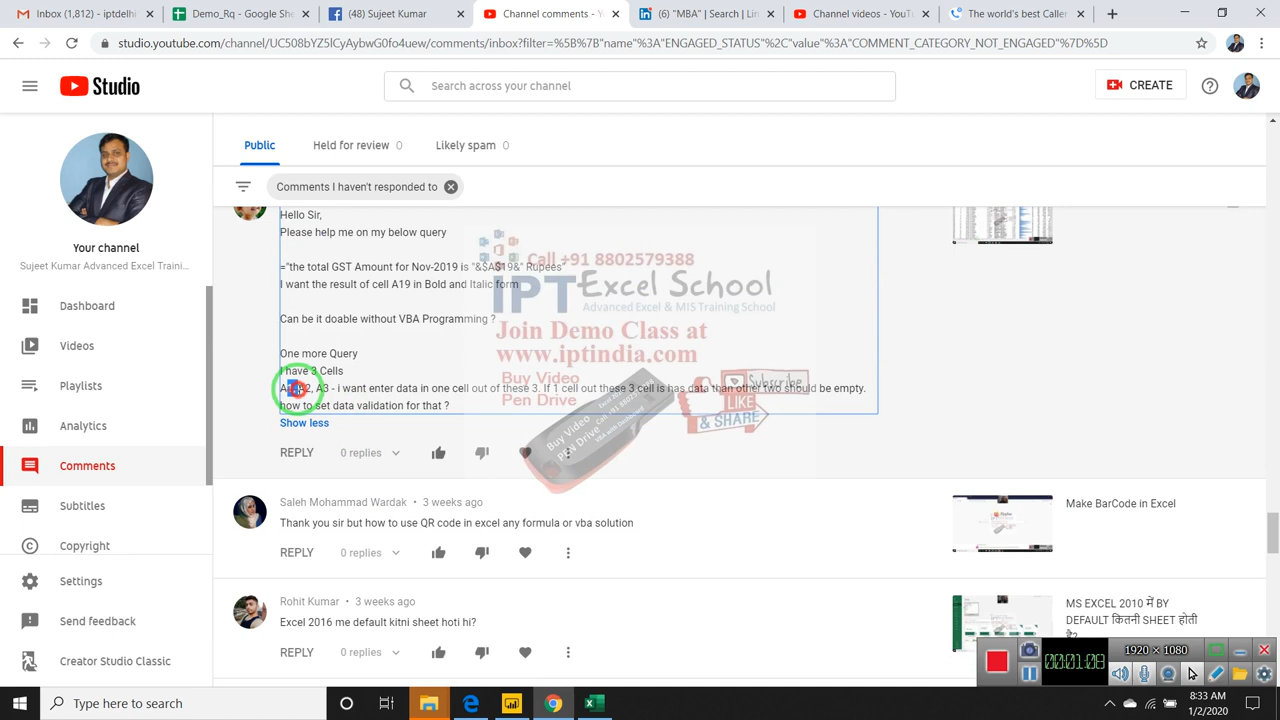 Inbox (1,812) - iptdelhi
Demo_Rq - Google She
(48) Sujeet Kumar
Channel comments - Y
(6) "MBA" | Search | Lin
Channel videos - YouTu
The world's best Caller
studio.youtube.com/channel/UC508bYZ5lCyAybwG0fo4uew/comments/inbox?filter=%5B%7B"name"%3A"ENGAGED_STATUS"%2C"value"%3A"COMMENT_CATEGORY_NOT_ENGAGED"%7D%5D
Studio
Search across your channel
CREATE
Your channel
Sujeet Kumar Advanced Excel Traini...
Dashboard
Videos
Playlists
Analytics
Comments
Subtitles
Copyright
Settings
Send feedback
Creator Studio Classic
Public
Held for review 0
Likely spam 0
Comments I haven't responded to
Hello Sir,
Please help me on my below query
="the total GST Amount for Nov-2019 is "&$A$19&" Rupees"
I want the result of cell A19 in Bold and Italic form
Can be it doable without VBA Programming ?
One more Query
I have 3 Cells
A3 - i want enter data in one cell out of these 3. If 1 cell out these 3 cell is has data than other two should be empty.
how to set data validation for that ?
Show less
REPLY 0 replies
Call +91 8802579388
IPT Excel School
Advanced Excel & MIS Training School
Join Demo Class at
www.iptindia.com
Buy Video
Pen Drive
Subscribe
LIKE
& SHARE
Saleh Mohammad Wardak • 3 weeks ago
Thank you sir but how to use QR code in excel any formula or vba solution
REPLY 0 replies
Make BarCode in Excel
Rohit Kumar • 3 weeks ago
Excel 2016 me default kitni sheet hoti hi?
REPLY 0 replies
MS EXCEL 2010 में BY
DEFAULT कितनी SHEET होती
है?
1920 × 1080
00:01:08
Type here to search
8:33 AM
1/2/2020